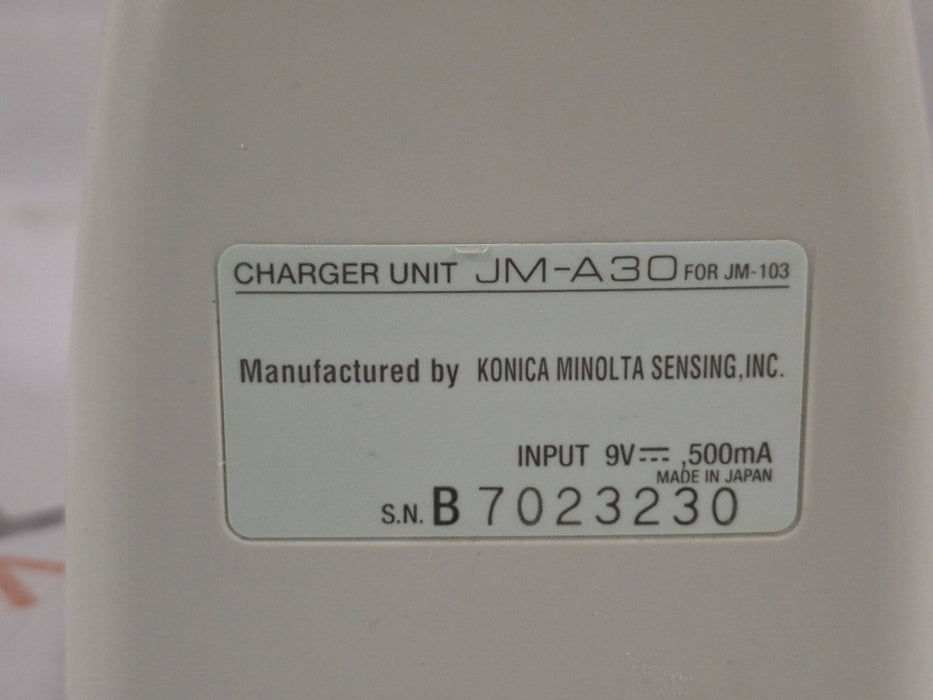 CHARGER UNIT JM-A30 FOR JM-103
Manufactured by KONICA MINOLTA SENSING,INC.
INPUT 9V⎓ ,500mA
MADE IN JAPAN
S.N. B 7023230